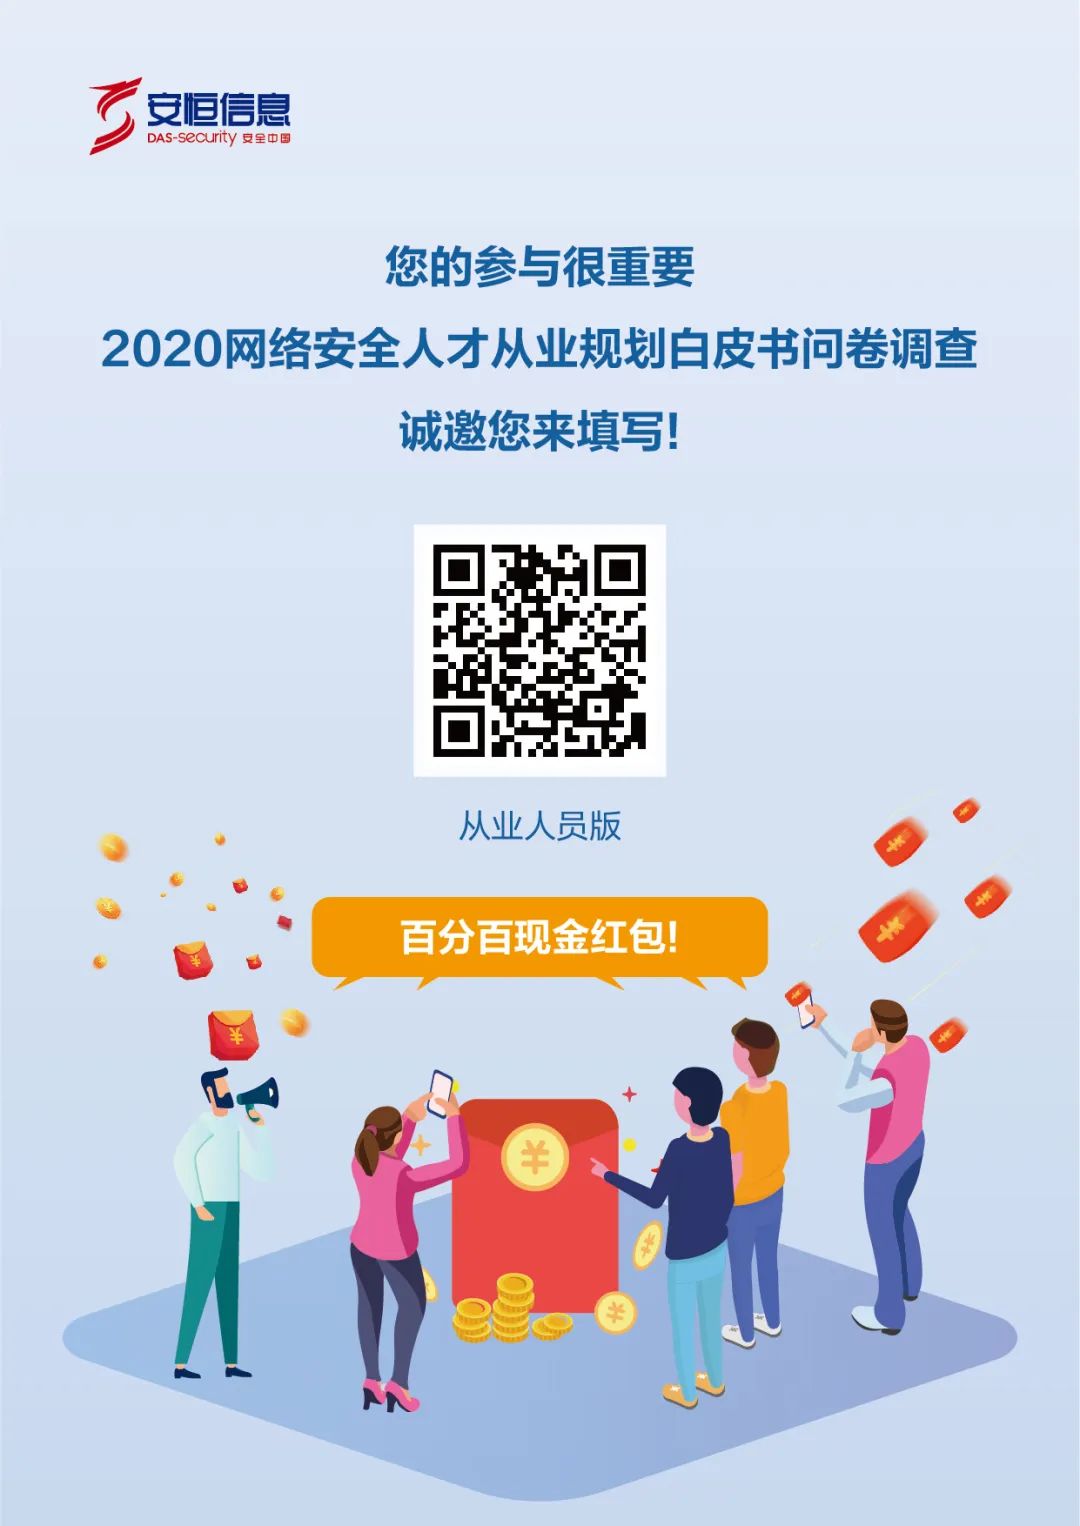 安恒信息
DAS-security 安全中国
您的参与很重要
2020网络安全人才从业规划白皮书问卷调查
诚邀您来填写!
从业人员版
百分百现金红包!